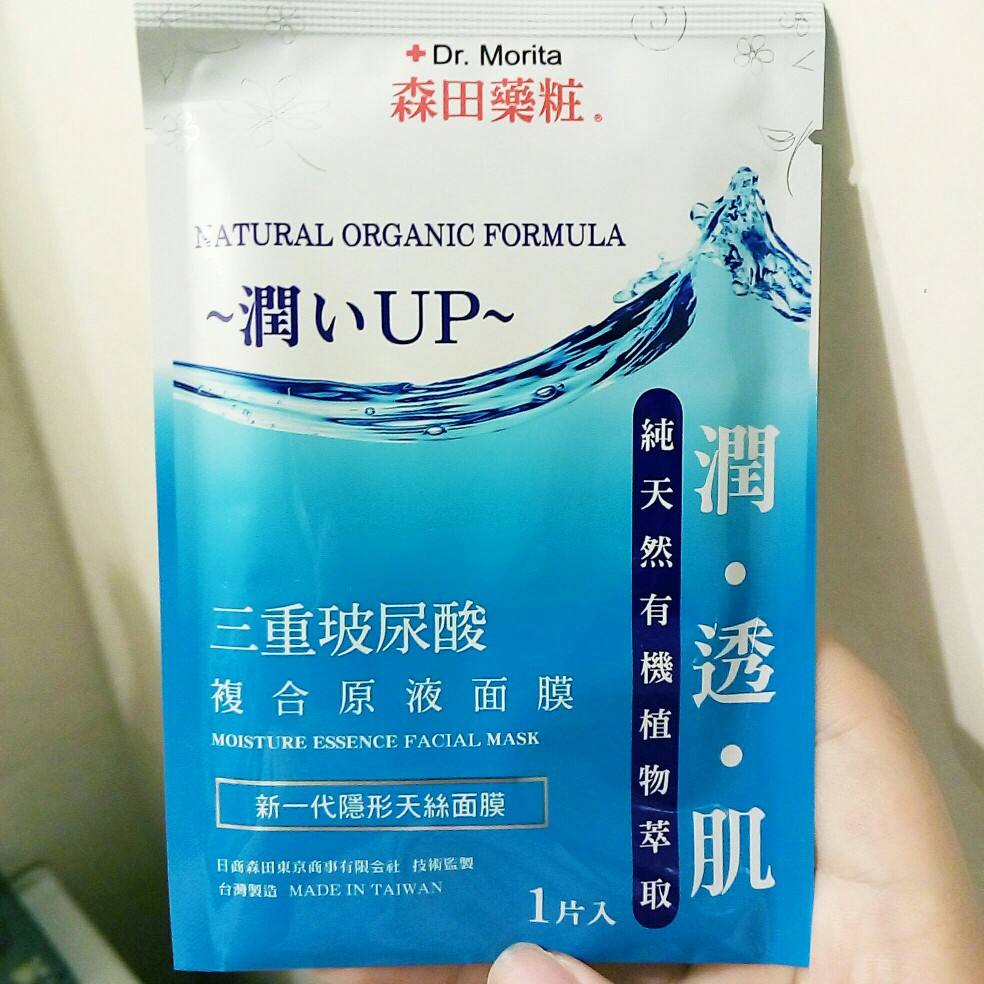 Dr. Morita
森田藥粧®
NATURAL ORGANIC FORMULA
~潤いUP~
潤・透・肌
純天然有機植物萃取
三重玻尿酸
複合原液面膜
MOISTURE ESSENCE FACIAL MASK
新一代隱形天絲面膜
日商森田東京商事有限会社 技術監製
台灣製造 MADE IN TAIWAN
1片入